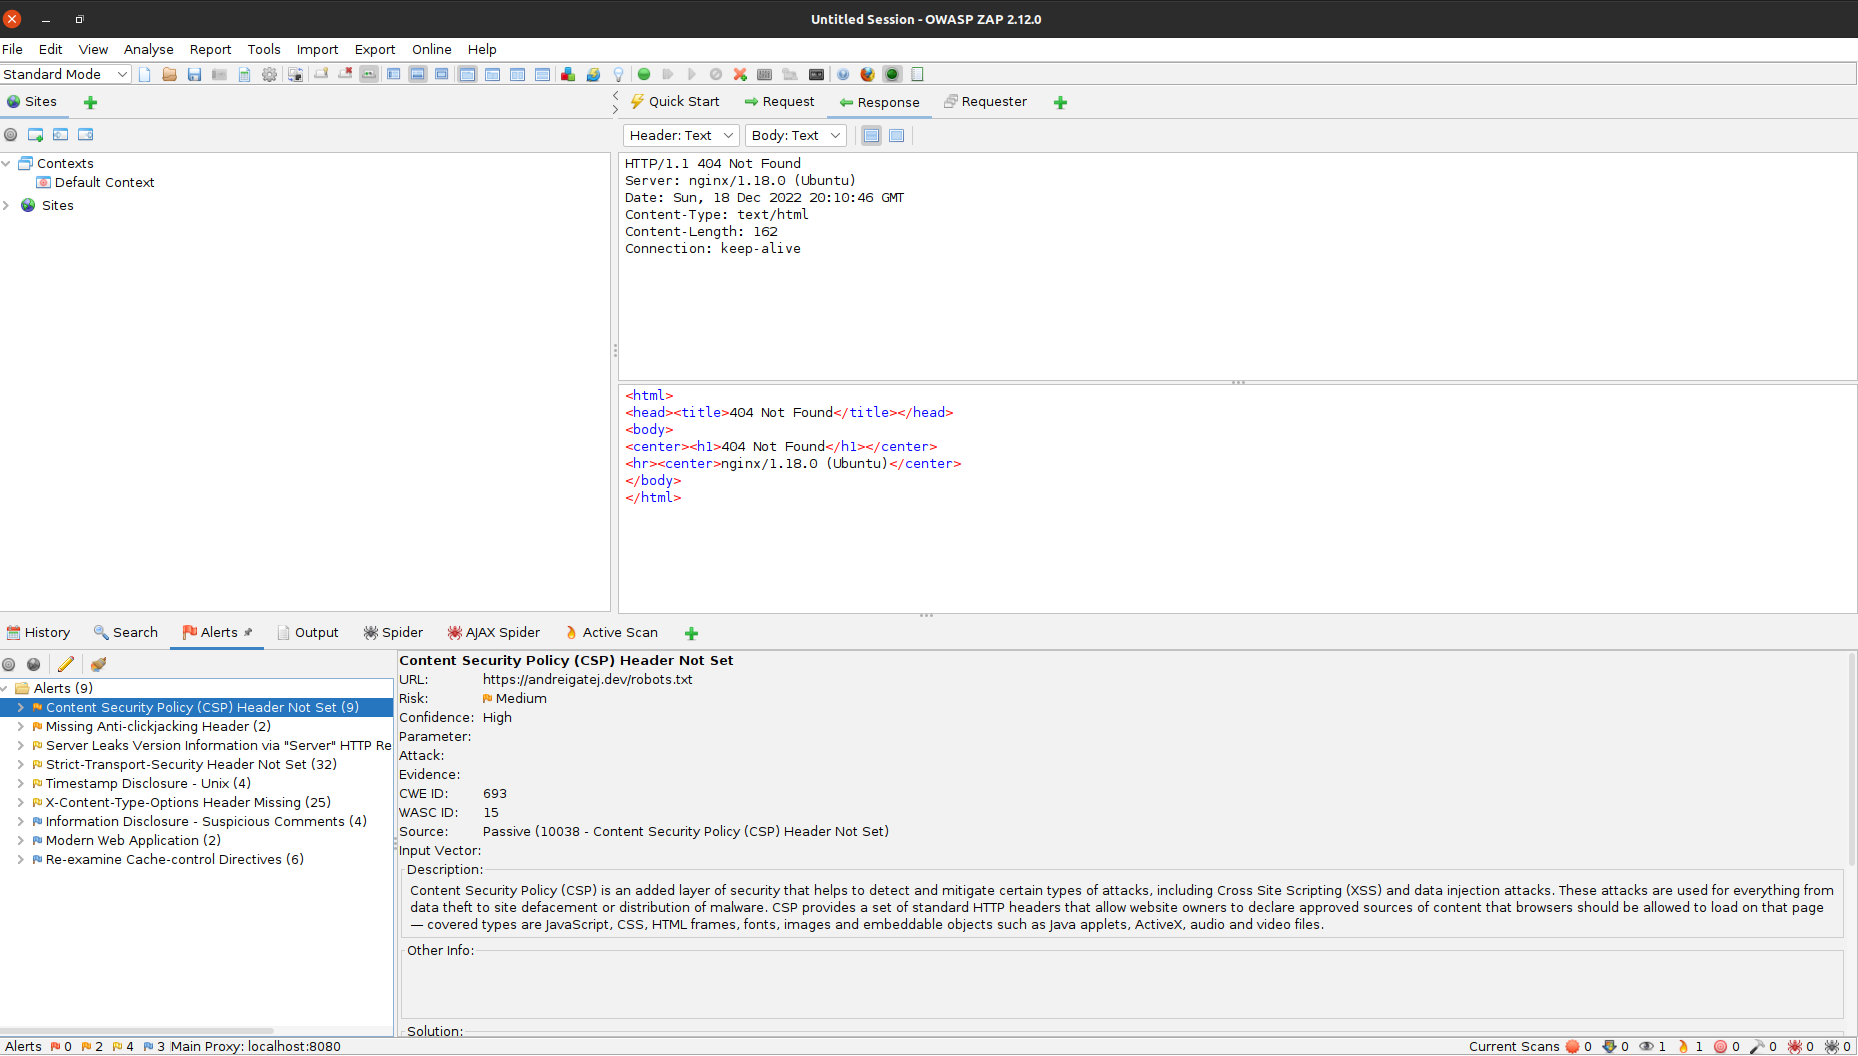 Untitled Session - OWASP ZAP 2.12.0
File Edit View Analyse Report Tools Import Export Online Help
Standard Mode
Sites
Quick Start Request Response Requester
Header: Text Body: Text
Contexts
Default Context
Sites
HTTP/1.1 404 Not Found
Server: nginx/1.18.0 (Ubuntu)
Date: Sun, 18 Dec 2022 20:10:46 GMT
Content-Type: text/html
Content-Length: 162
Connection: keep-alive
<html>
<head><title>404 Not Found</title></head>
<body>
<center><h1>404 Not Found</h1></center>
<hr><center>nginx/1.18.0 (Ubuntu)</center>
</body>
</html>
History Search Alerts Output Spider AJAX Spider Active Scan
Alerts (9)
Content Security Policy (CSP) Header Not Set (9)
Missing Anti-clickjacking Header (2)
Server Leaks Version Information via "Server" HTTP Re
Strict-Transport-Security Header Not Set (32)
Timestamp Disclosure - Unix (4)
X-Content-Type-Options Header Missing (25)
Information Disclosure - Suspicious Comments (4)
Modern Web Application (2)
Re-examine Cache-control Directives (6)
Content Security Policy (CSP) Header Not Set
URL: https://andreigatej.dev/robots.txt
Risk: Medium
Confidence: High
Parameter:
Attack:
Evidence:
CWE ID: 693
WASC ID: 15
Source: Passive (10038 - Content Security Policy (CSP) Header Not Set)
Input Vector:
Description:
Content Security Policy (CSP) is an added layer of security that helps to detect and mitigate certain types of attacks, including Cross Site Scripting (XSS) and data injection attacks. These attacks are used for everything from
data theft to site defacement or distribution of malware. CSP provides a set of standard HTTP headers that allow website owners to declare approved sources of content that browsers should be allowed to load on that page
— covered types are JavaScript, CSS, HTML frames, fonts, images and embeddable objects such as Java applets, ActiveX, audio and video files.
Other Info:
Solution:
Alerts 0 2 4 3 Main Proxy: localhost:8080
Current Scans 0 0 1 1 0 0 0 0